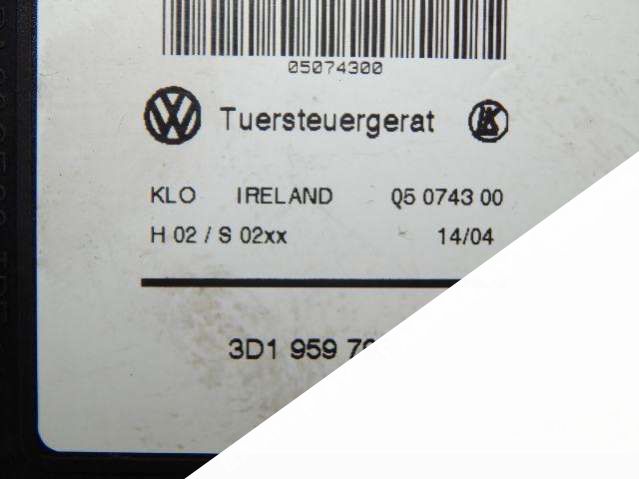 05074300
Tuersteuergerat
KLO IRELAND Q5 0743 00
H 02 / S 02xx 14/04
3D1 959